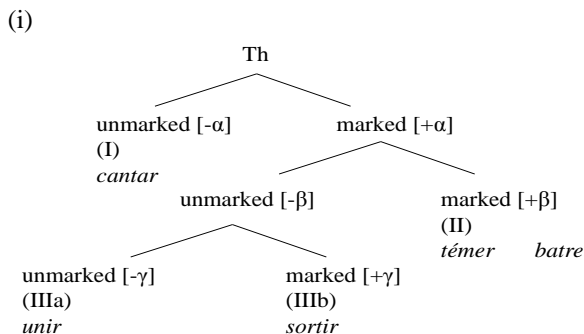 (i)
Th
unmarked [-α] marked [+α]
(I)
cantar
unmarked [-β] marked [+β]
(II)
témer batre
unmarked [-γ] marked [+γ]
(IIIa) (IIIb)
unir sortir